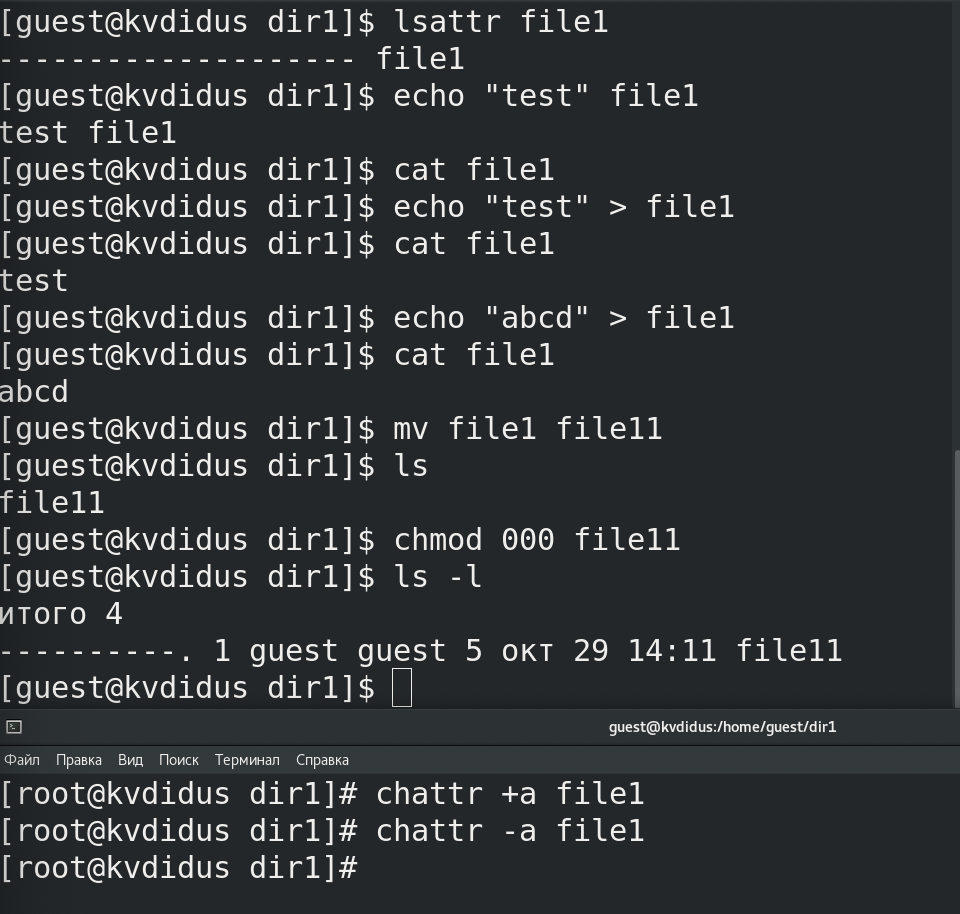 [guest@kvdidus dir1]$ lsattr file1
-------------------- file1
[guest@kvdidus dir1]$ echo "test" file1
test file1
[guest@kvdidus dir1]$ cat file1
[guest@kvdidus dir1]$ echo "test" > file1
[guest@kvdidus dir1]$ cat file1
test
[guest@kvdidus dir1]$ echo "abcd" > file1
[guest@kvdidus dir1]$ cat file1
abcd
[guest@kvdidus dir1]$ mv file1 file11
[guest@kvdidus dir1]$ ls
file11
[guest@kvdidus dir1]$ chmod 000 file11
[guest@kvdidus dir1]$ ls -l
итого 4
----------. 1 guest guest 5 окт 29 14:11 file11
[guest@kvdidus dir1]$
guest@kvdidus:/home/guest/dir1
Файл Правка Вид Поиск Терминал Справка
[root@kvdidus dir1]# chattr +a file1
[root@kvdidus dir1]# chattr -a file1
[root@kvdidus dir1]#